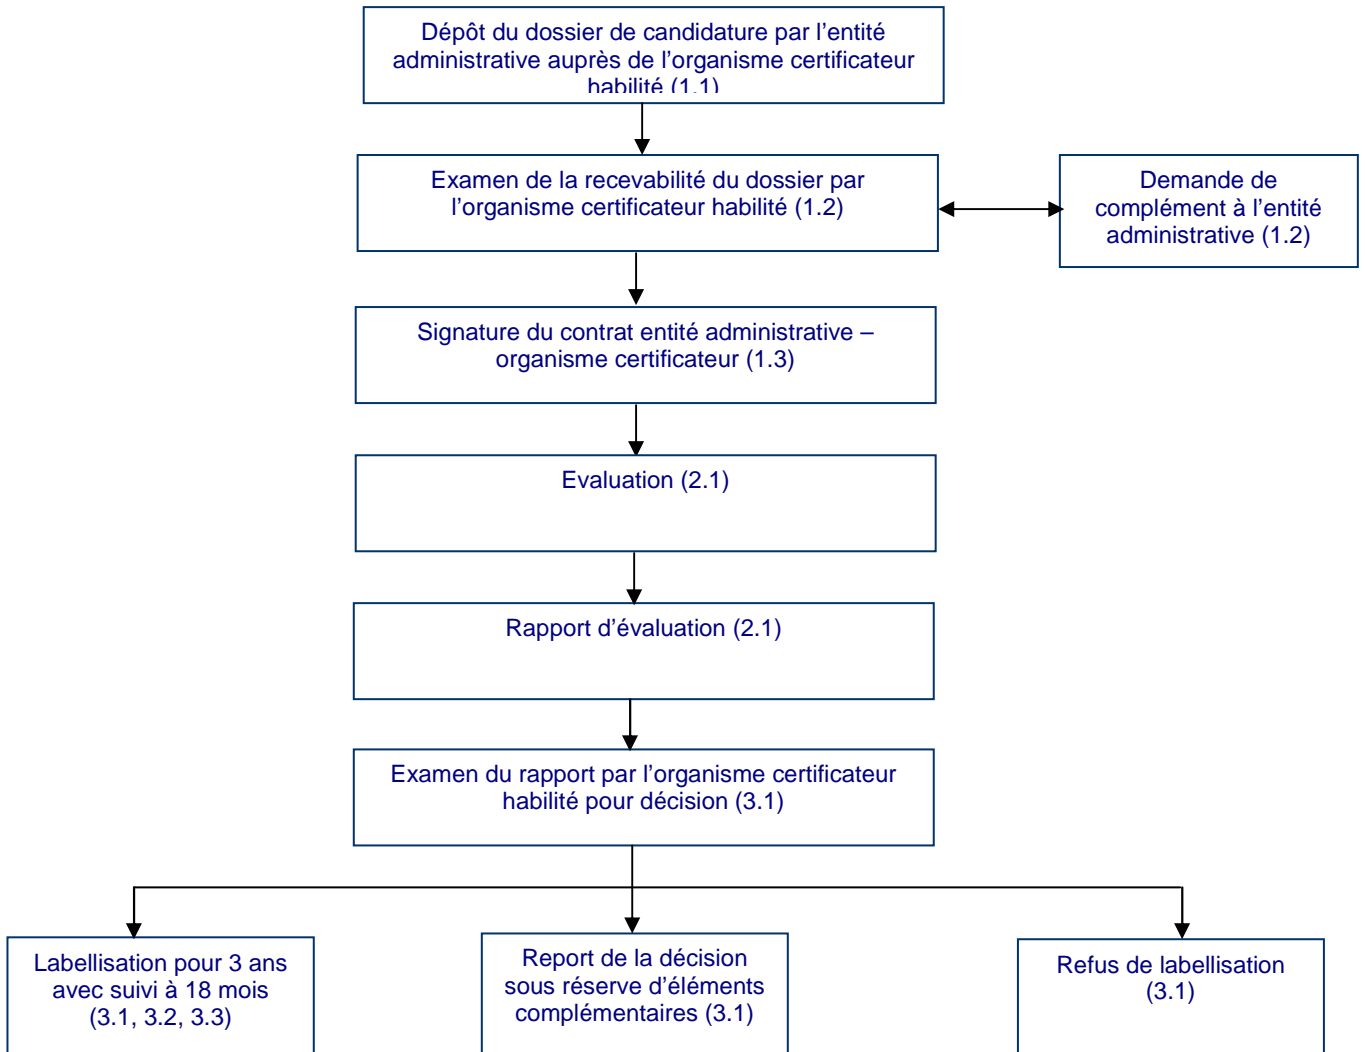 Dépôt du dossier de candidature par l’entité
administrative auprès de l’organisme certificateur
habilité (1.1)
Examen de la recevabilité du dossier par
l’organisme certificateur habilité (1.2)
Demande de
complément à l’entité
administrative (1.2)
Signature du contrat entité administrative –
organisme certificateur (1.3)
Evaluation (2.1)
Rapport d’évaluation (2.1)
Examen du rapport par l’organisme certificateur
habilité pour décision (3.1)
Labellisation pour 3 ans
avec suivi à 18 mois
(3.1, 3.2, 3.3)
Report de la décision
sous réserve d’éléments
complémentaires (3.1)
Refus de labellisation
(3.1)